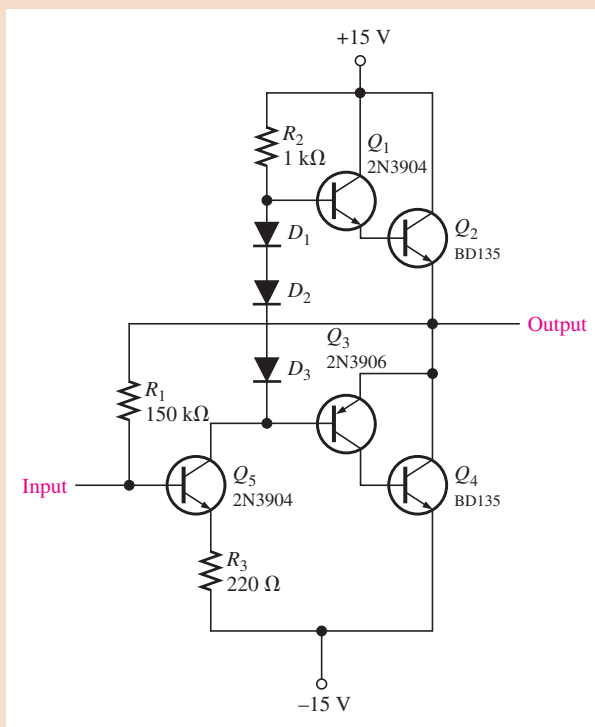 +15 V
R2
1 kΩ
Q1
2N3904
D1
Q2
BD135
D2
Output
Q3
2N3906
D3
R1
150 kΩ
Input
Q5
2N3904
Q4
BD135
R3
220 Ω
–15 V